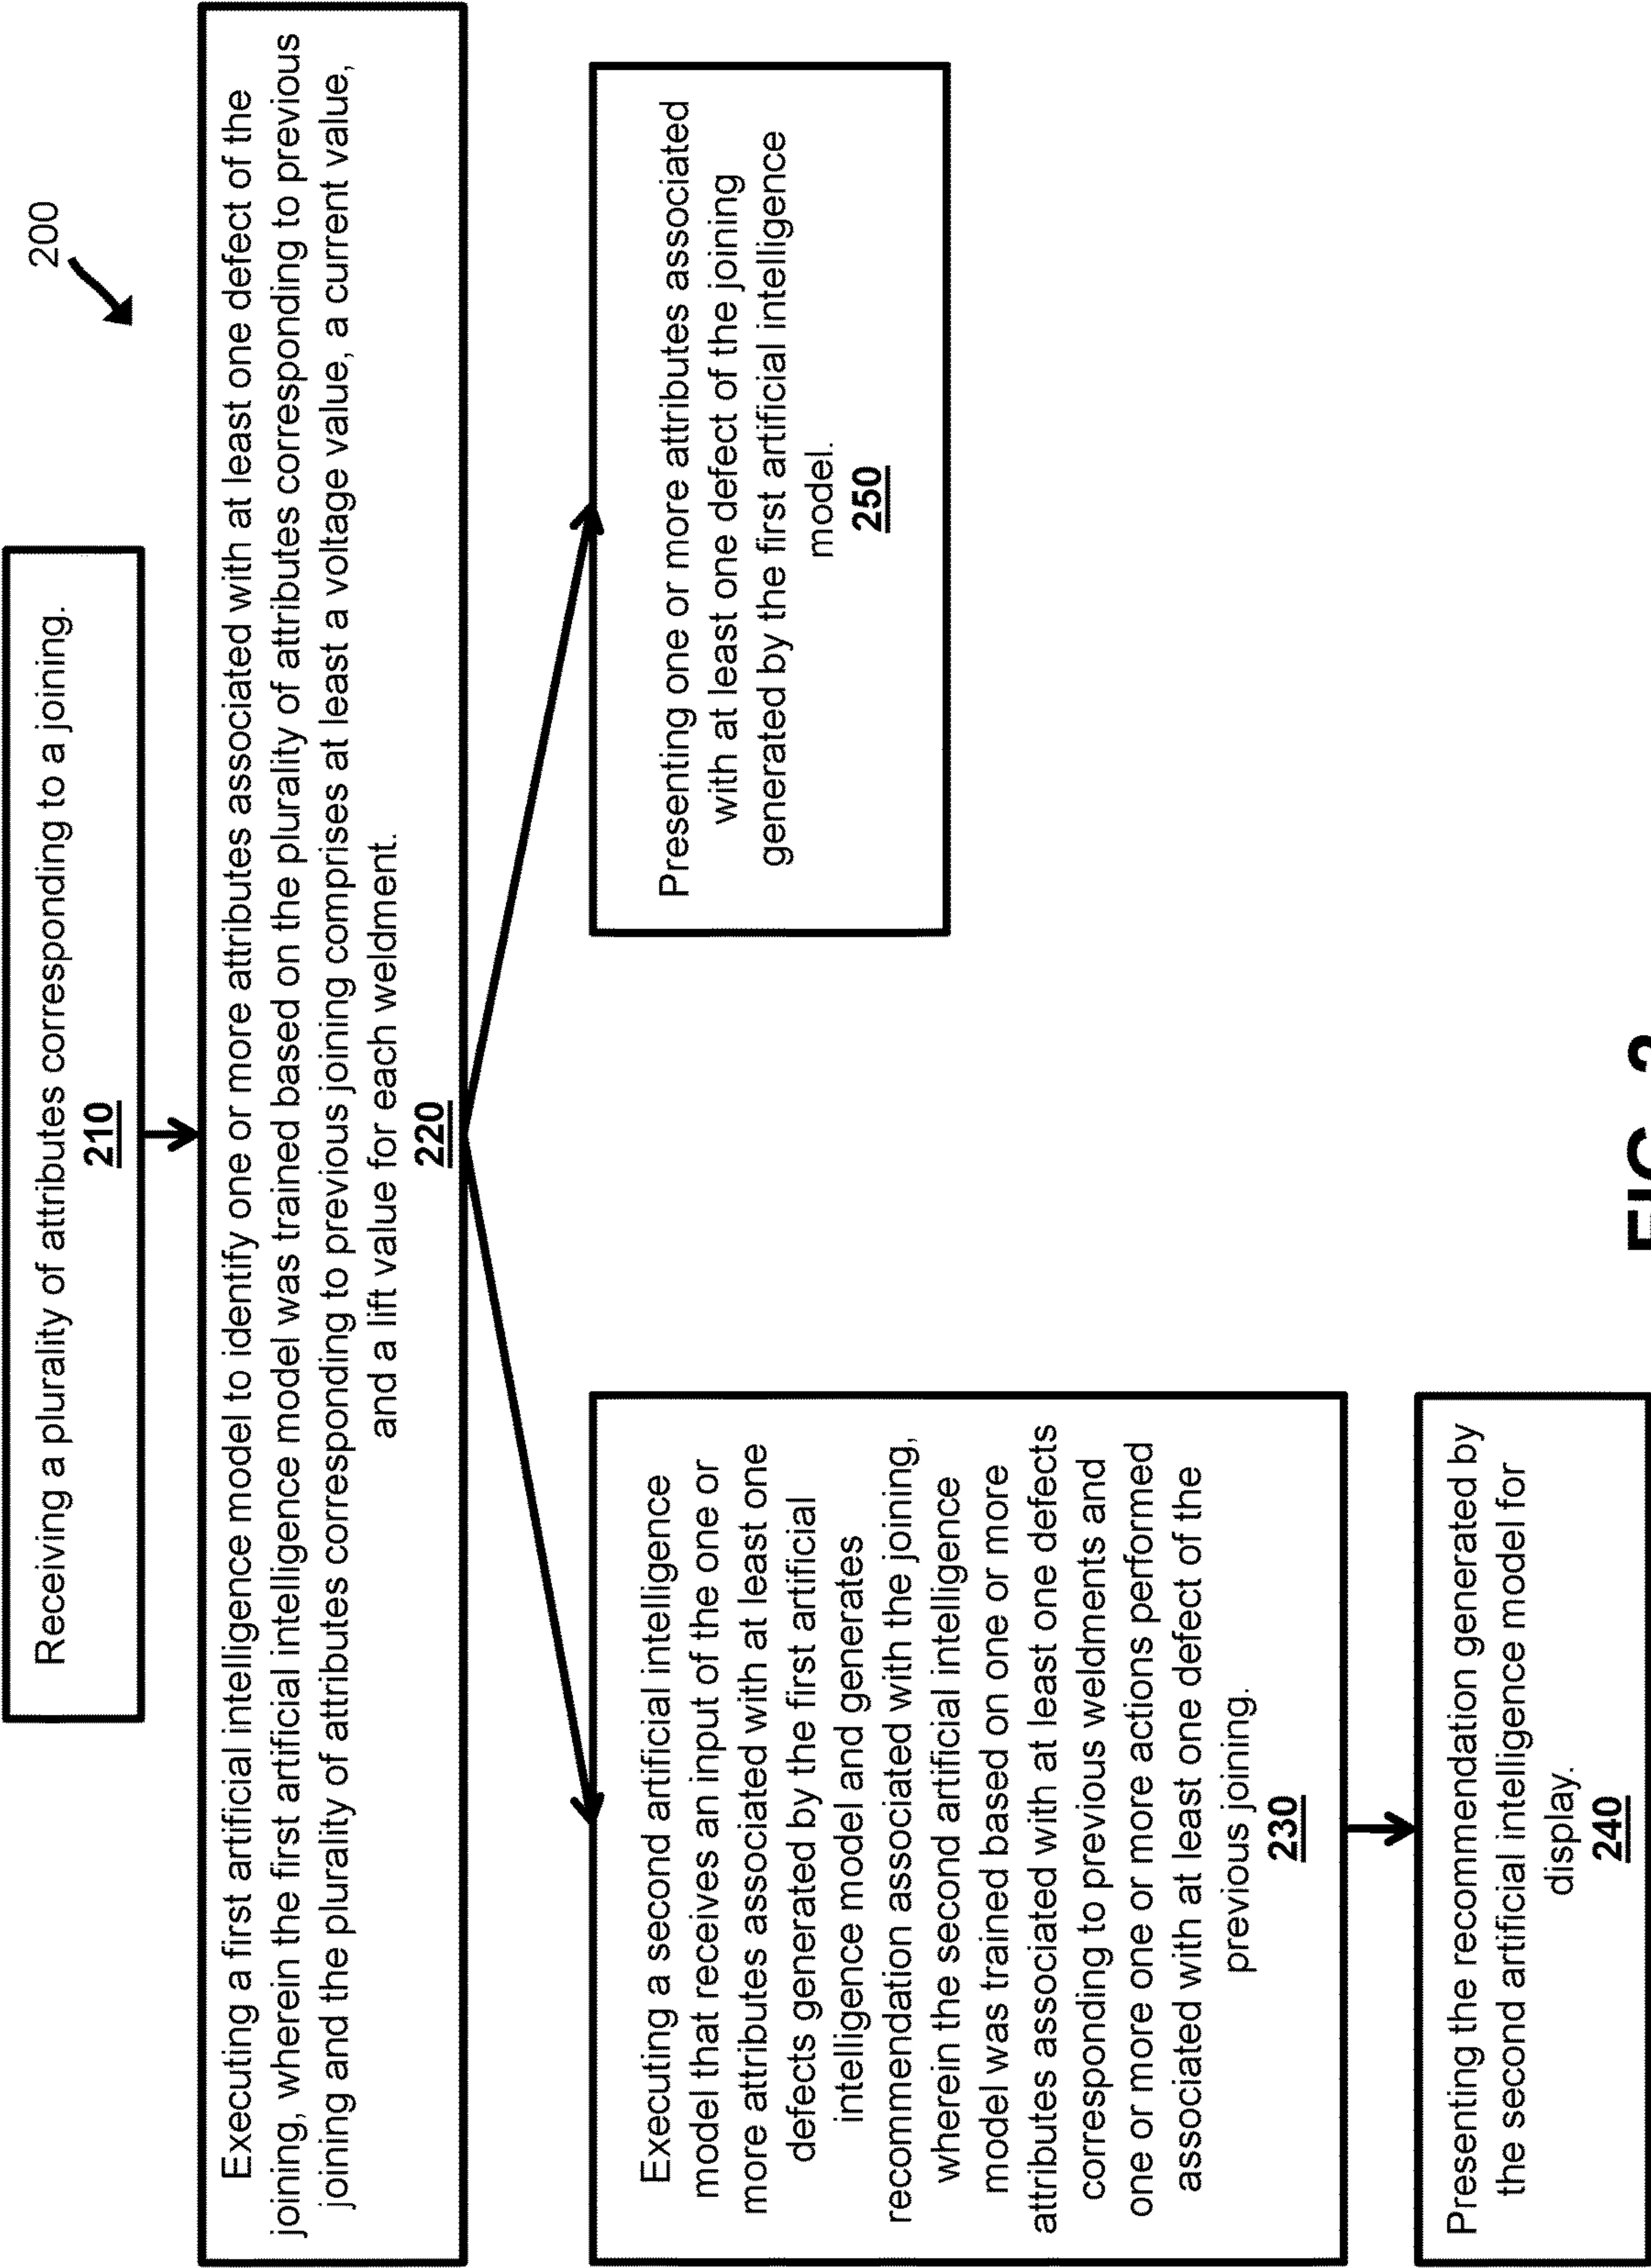 200
Receiving a plurality of attributes corresponding to a joining.
210
Executing a first artificial intelligence model to identify one or more attributes associated with at least one defect of the
joining, wherein the first artificial intelligence model was trained based on the plurality of attributes corresponding to previous
joining and the plurality of attributes corresponding to previous joining comprises at least a voltage value, a current value,
and a lift value for each weldment.
220
Executing a second artificial intelligence
model that receives an input of the one or
more attributes associated with at least one
defects generated by the first artificial
intelligence model and generates
recommendation associated with the joining,
wherein the second artificial intelligence
model was trained based on one or more
attributes associated with at least one defects
corresponding to previous weldments and
one or more one or more actions performed
associated with at least one defect of the
previous joining.
230
Presenting the recommendation generated by
the second artificial intelligence model for
display.
240
Presenting one or more attributes associated
with at least one defect of the joining
generated by the first artificial intelligence
model.
250
FIG. 2